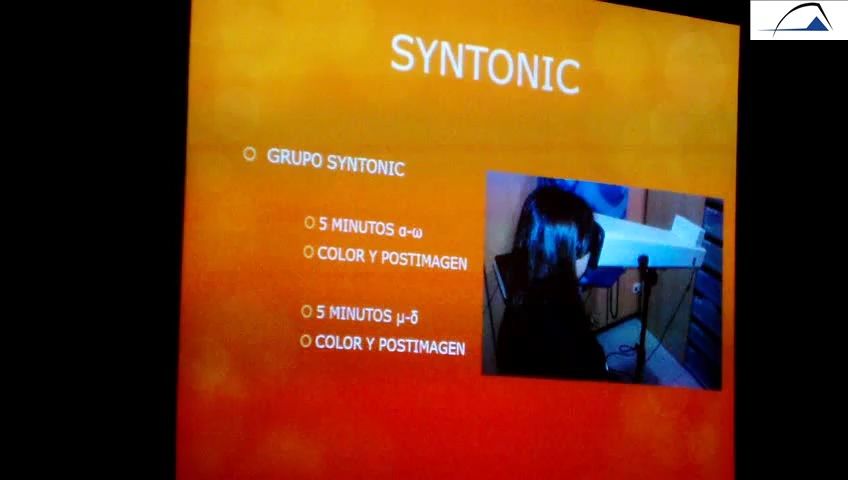 SYNTONIC
GRUPO SYNTONIC
5 MINUTOS α-ω
COLOR Y POSTIMAGEN
5 MINUTOS μ-δ
COLOR Y POSTIMAGEN